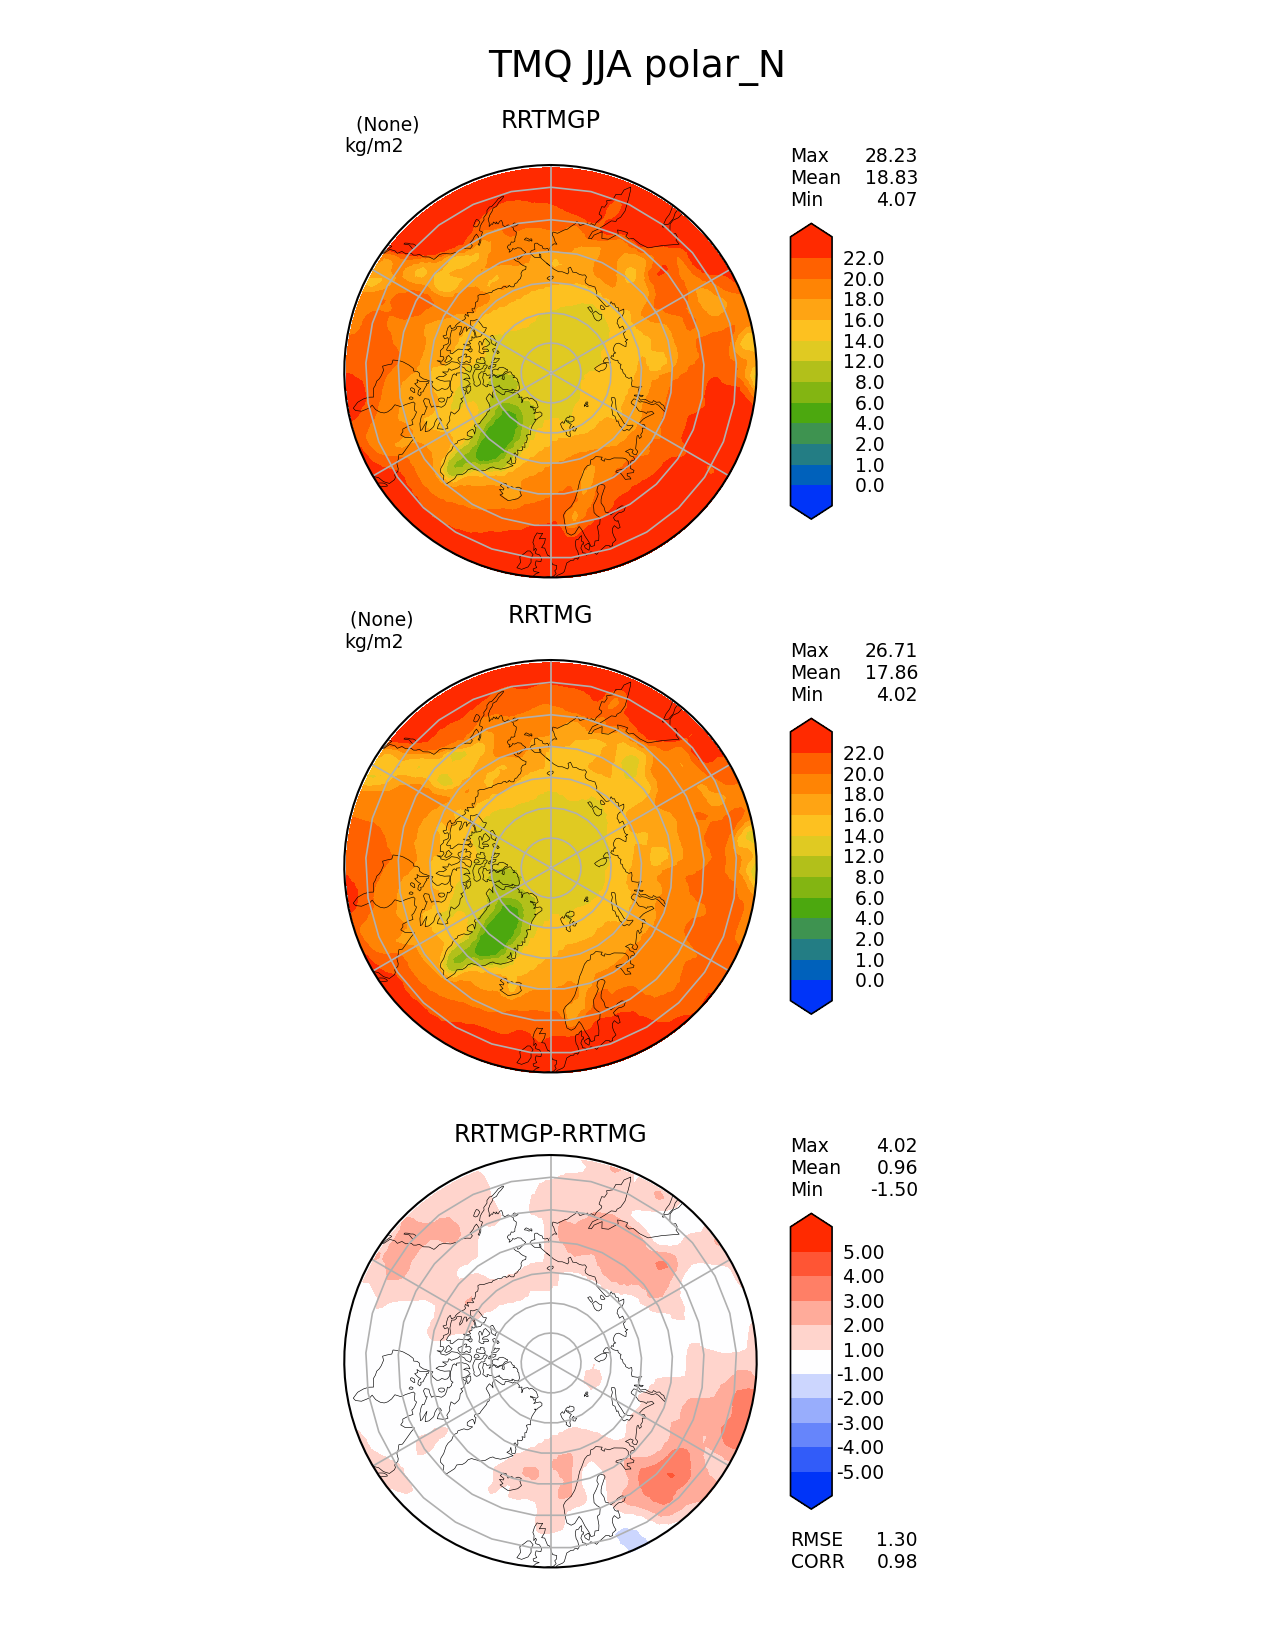 TMQ JJA polar_N
RRTMGP
(None)
kg/m2
Max 28.23
Mean 18.83
Min 4.07
22.0
20.0
18.0
16.0
14.0
12.0
8.0
6.0
4.0
2.0
1.0
0.0
RRTMG
(None)
kg/m2
Max 26.71
Mean 17.86
Min 4.02
22.0
20.0
18.0
16.0
14.0
12.0
8.0
6.0
4.0
2.0
1.0
0.0
RRTMGP-RRTMG
Max 4.02
Mean 0.96
Min -1.50
5.00
4.00
3.00
2.00
1.00
-1.00
-2.00
-3.00
-4.00
-5.00
RMSE 1.30
CORR 0.98